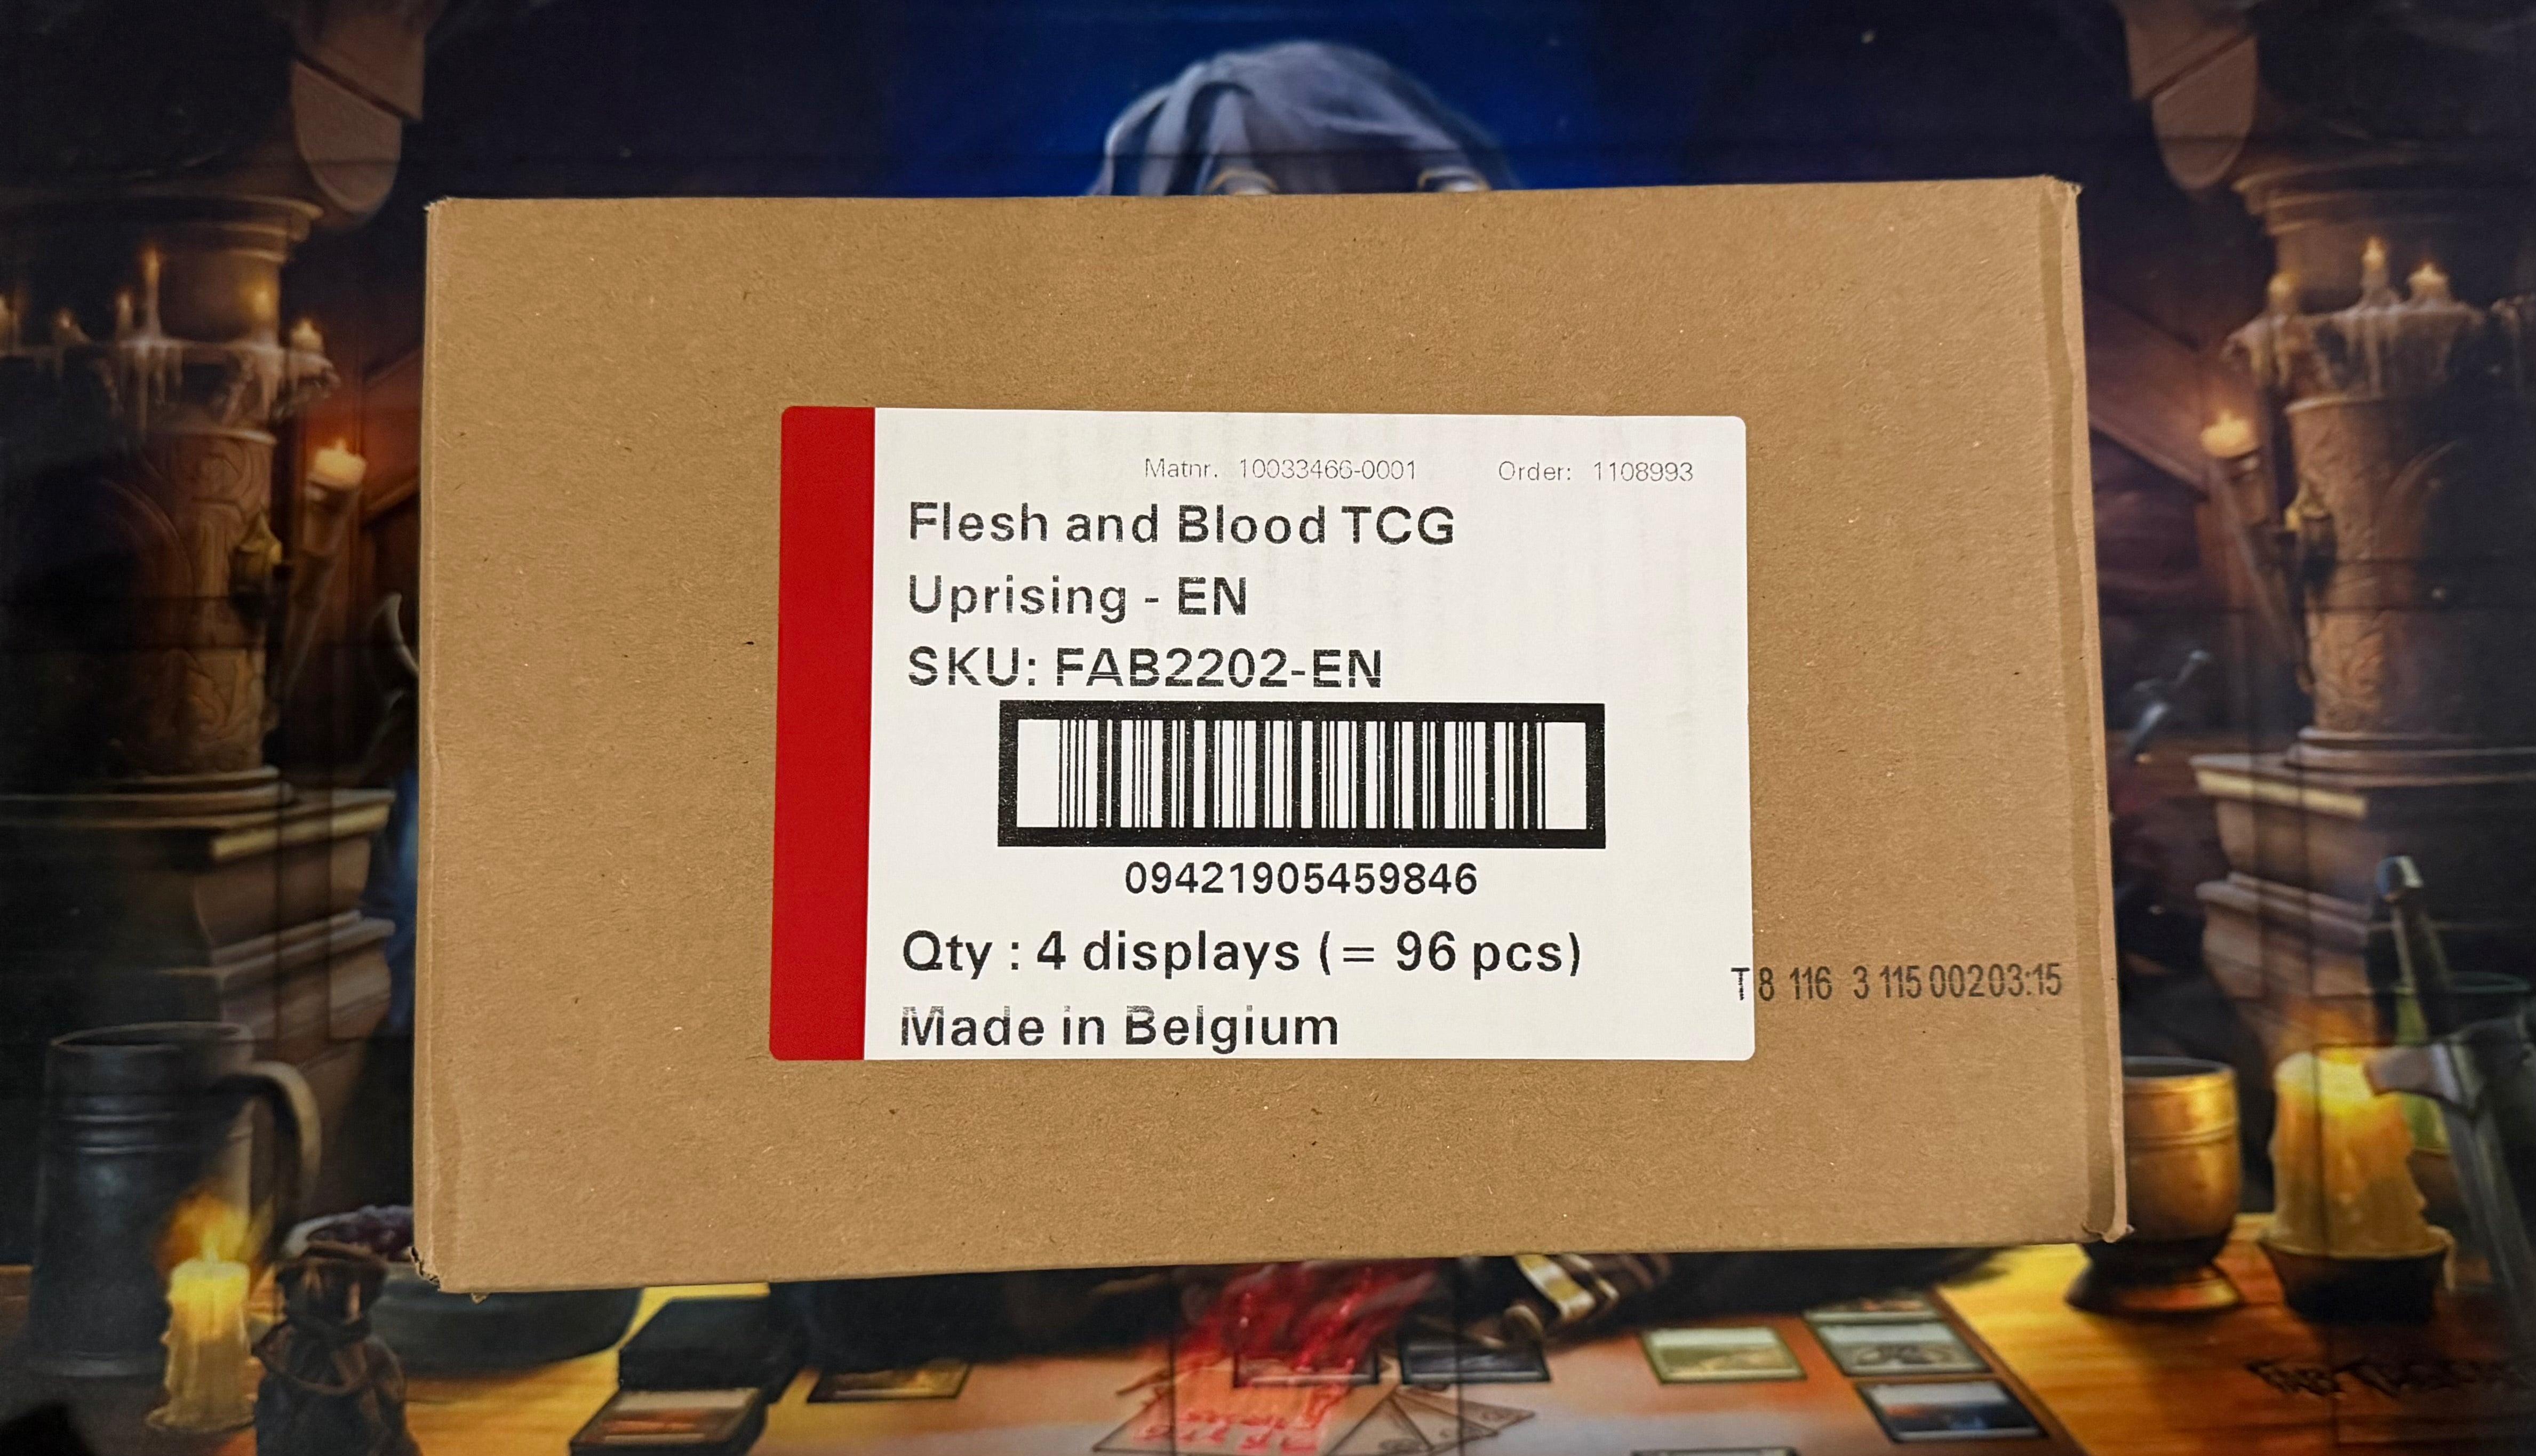 Matnr. 10033466-0001 Order: 1108993
Flesh and Blood TCG
Uprising - EN
SKU: FAB2202-EN
09421905459846
Qty : 4 displays (= 96 pcs)
T 8 116 3 115 00203:15
Made in Belgium